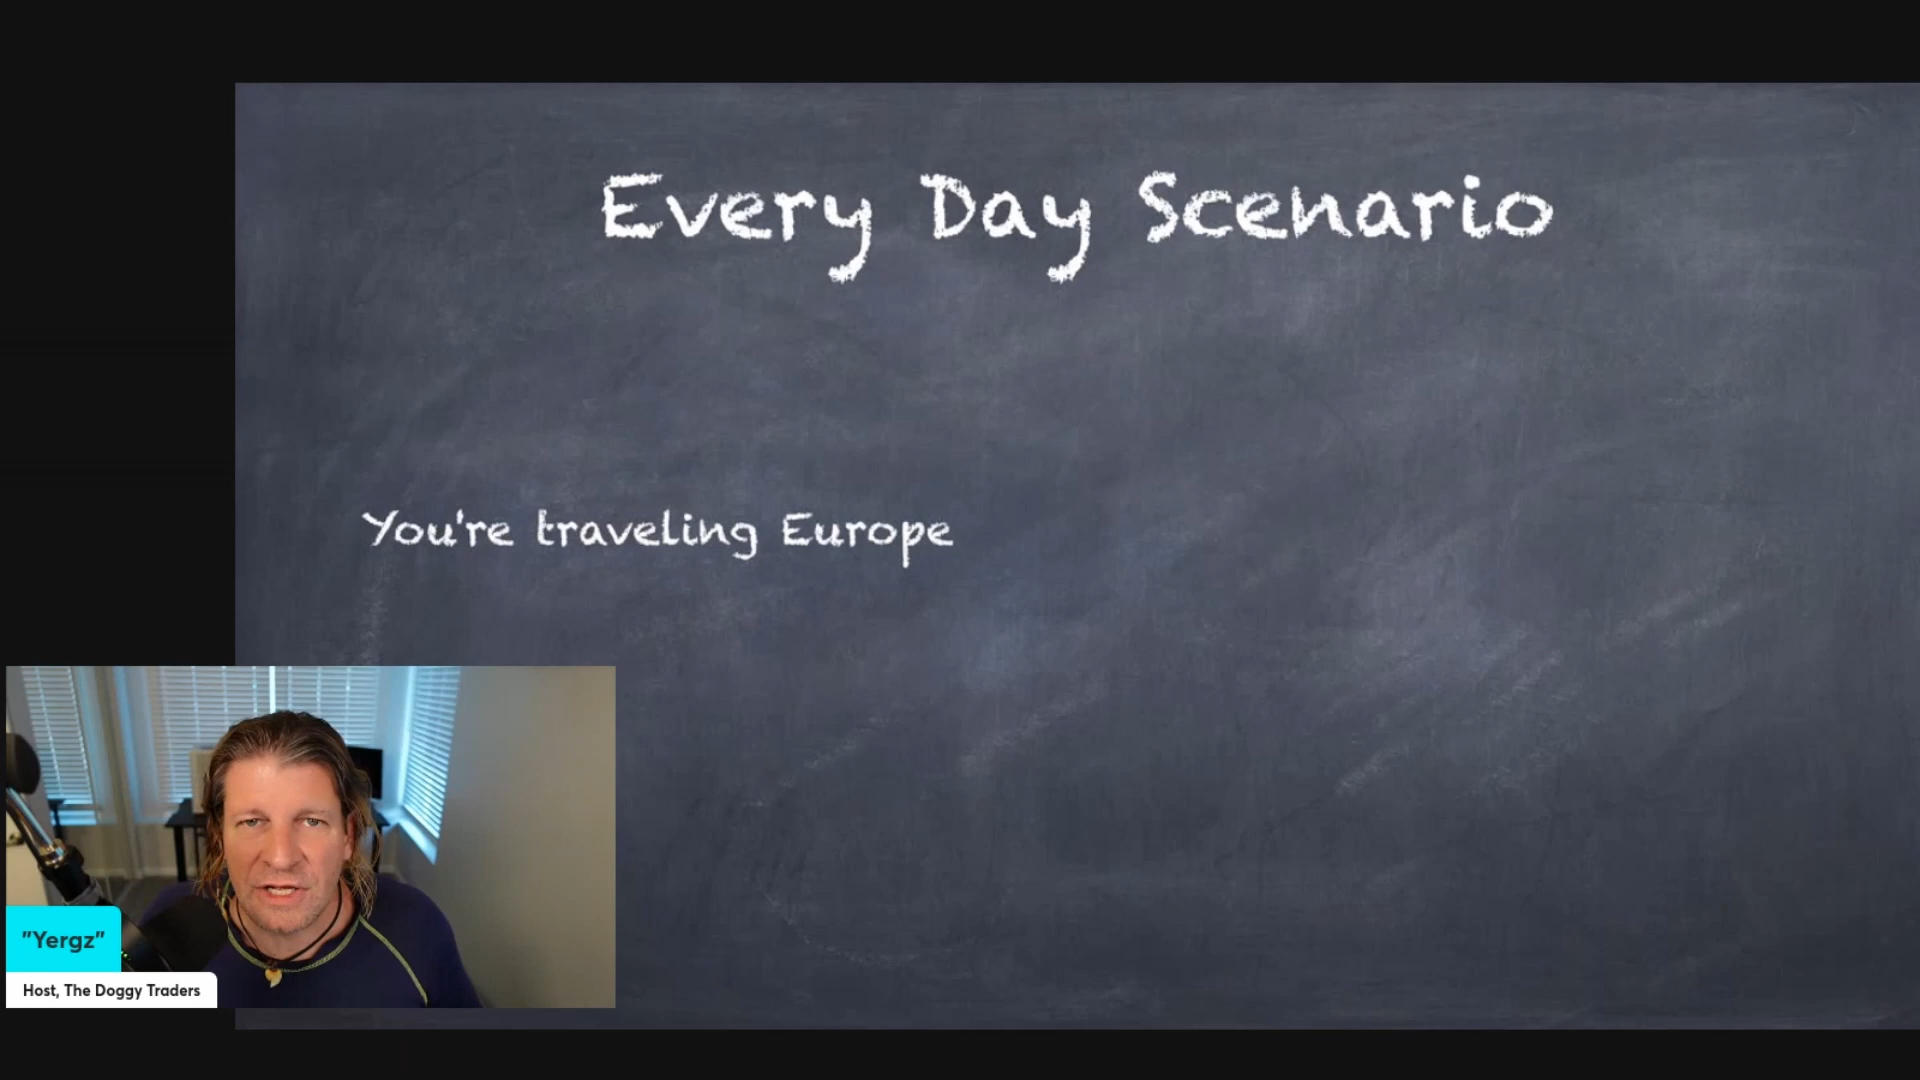 Every Day Scenario
You're traveling Europe
"Yergz"
Host, The Doggy Traders